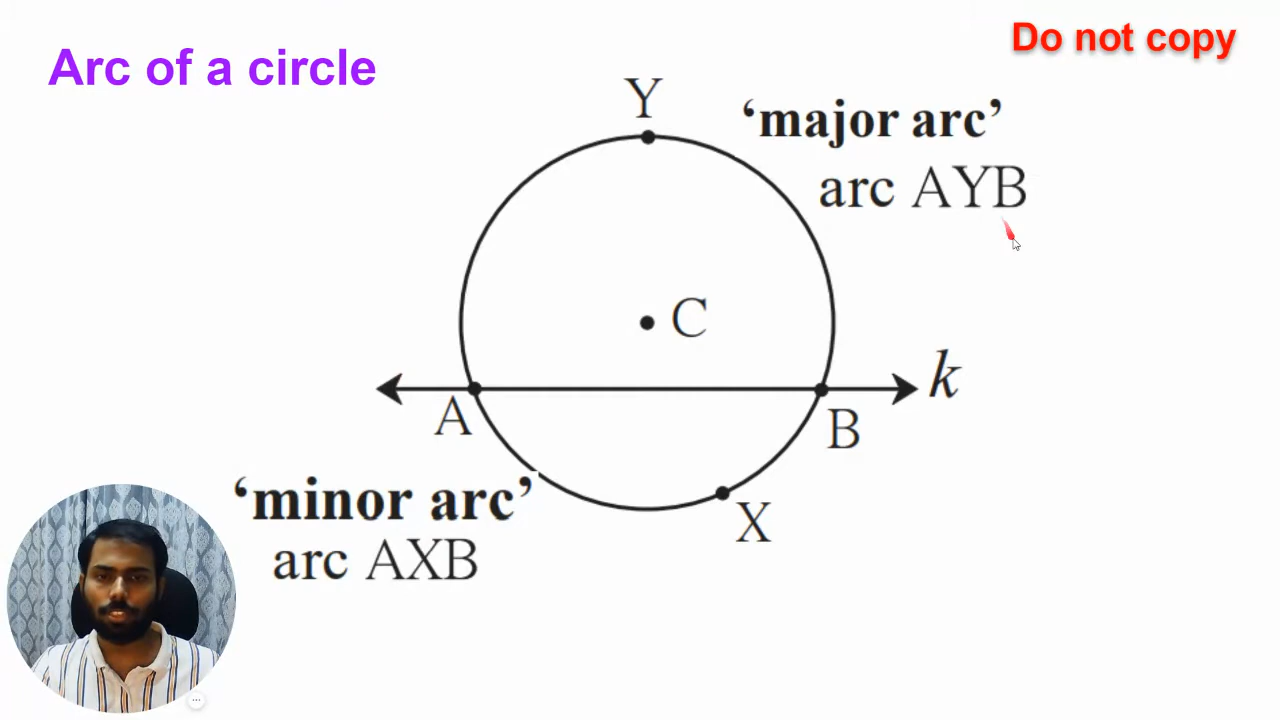 Arc of a circle
Do not copy
Y
‘major arc’
arc AYB
C
k
A
B
‘minor arc’
X
arc AXB